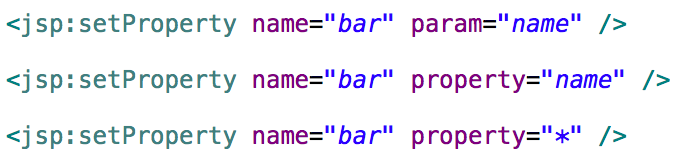 <jsp:setProperty name="bar" param="name" />
<jsp:setProperty name="bar" property="name" />
<jsp:setProperty name="bar" property="*" />